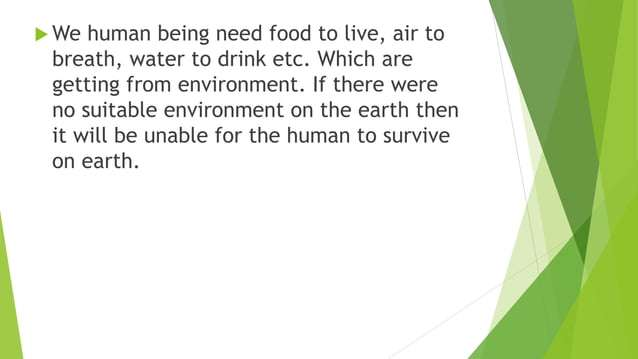 We human being need food to live, air to
breath, water to drink etc. Which are
getting from environment. If there were
no suitable environment on the earth then
it will be unable for the human to survive
on earth.